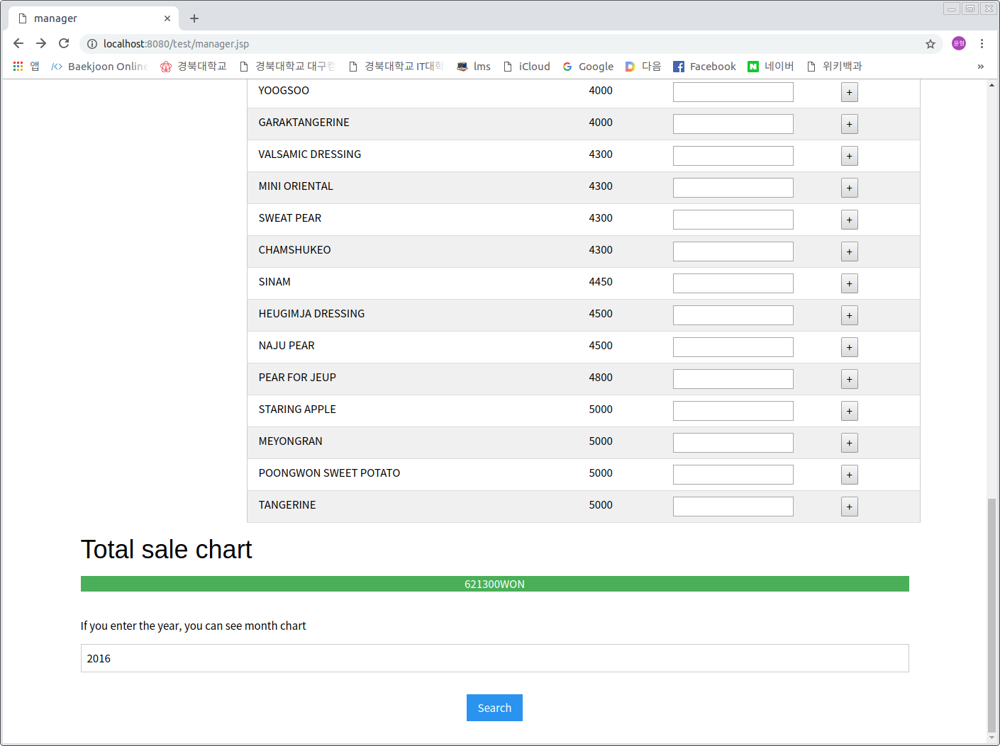 manager
localhost:8080/test/manager.jsp
윤형
앱 Baekjoon Online 경북대학교 경북대학교 대구캠 경북대학교 IT대학 lms iCloud Google 다음 Facebook 네이버 위키백과 »
YOOGSOO 4000 +
GARAKTANGERINE 4000 +
VALSAMIC DRESSING 4300 +
MINI ORIENTAL 4300 +
SWEAT PEAR 4300 +
CHAMSHUKEO 4300 +
SINAM 4450 +
HEUGIMJA DRESSING 4500 +
NAJU PEAR 4500 +
PEAR FOR JEUP 4800 +
STARING APPLE 5000 +
MEYONGRAN 5000 +
POONGWON SWEET POTATO 5000 +
TANGERINE 5000 +
Total sale chart
621300WON
If you enter the year, you can see month chart
2016
Search